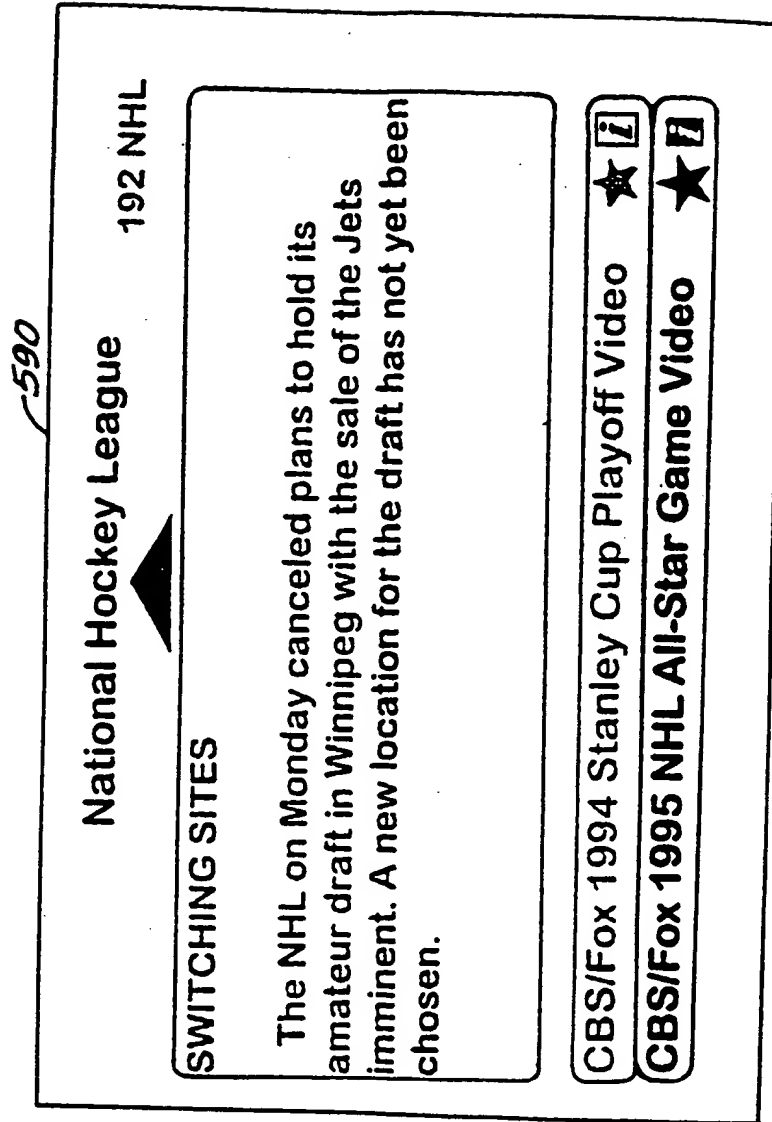 590
National Hockey League
192 NHL
SWITCHING SITES
The NHL on Monday canceled plans to hold its
amateur draft in Winnipeg with the sale of the Jets
imminent. A new location for the draft has not yet been
chosen.
CBS/Fox 1994 Stanley Cup Playoff Video i
CBS/Fox 1995 NHL All-Star Game Video i